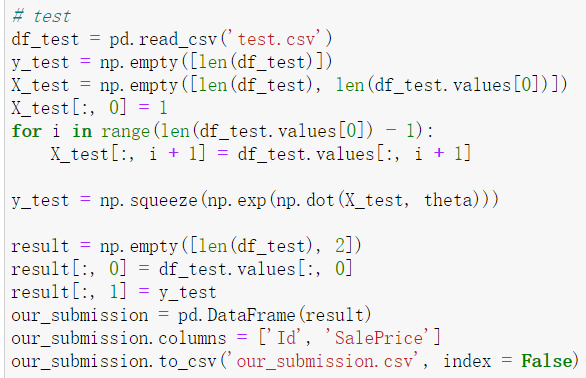 # test
df_test = pd.read_csv('test.csv')
y_test = np.empty([len(df_test)])
X_test = np.empty([len(df_test), len(df_test.values[0])])
X_test[:, 0] = 1
for i in range(len(df_test.values[0]) - 1):
    X_test[:, i + 1] = df_test.values[:, i + 1]
y_test = np.squeeze(np.exp(np.dot(X_test, theta)))
result = np.empty([len(df_test), 2])
result[:, 0] = df_test.values[:, 0]
result[:, 1] = y_test
our_submission = pd.DataFrame(result)
our_submission.columns = ['Id', 'SalePrice']
our_submission.to_csv('our_submission.csv', index = False)